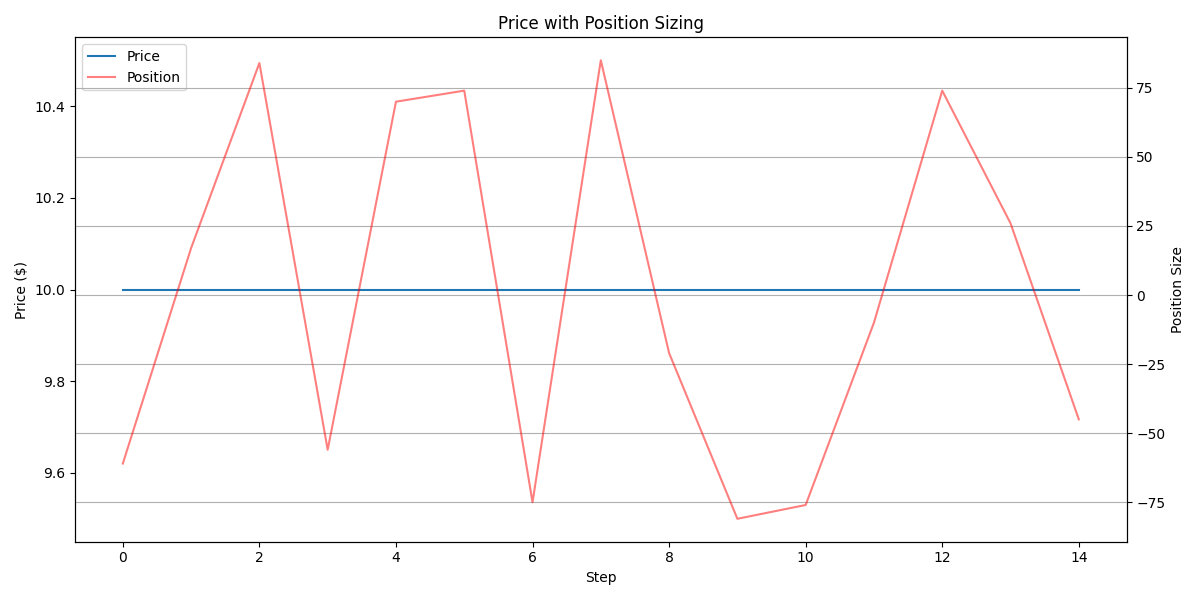 Price with Position Sizing
Price
Position
10.4
10.2
10.0
9.8
9.6
Price ($)
75
50
25
0
−25
−50
−75
Position Size
0 2 4 6 8 10 12 14
Step